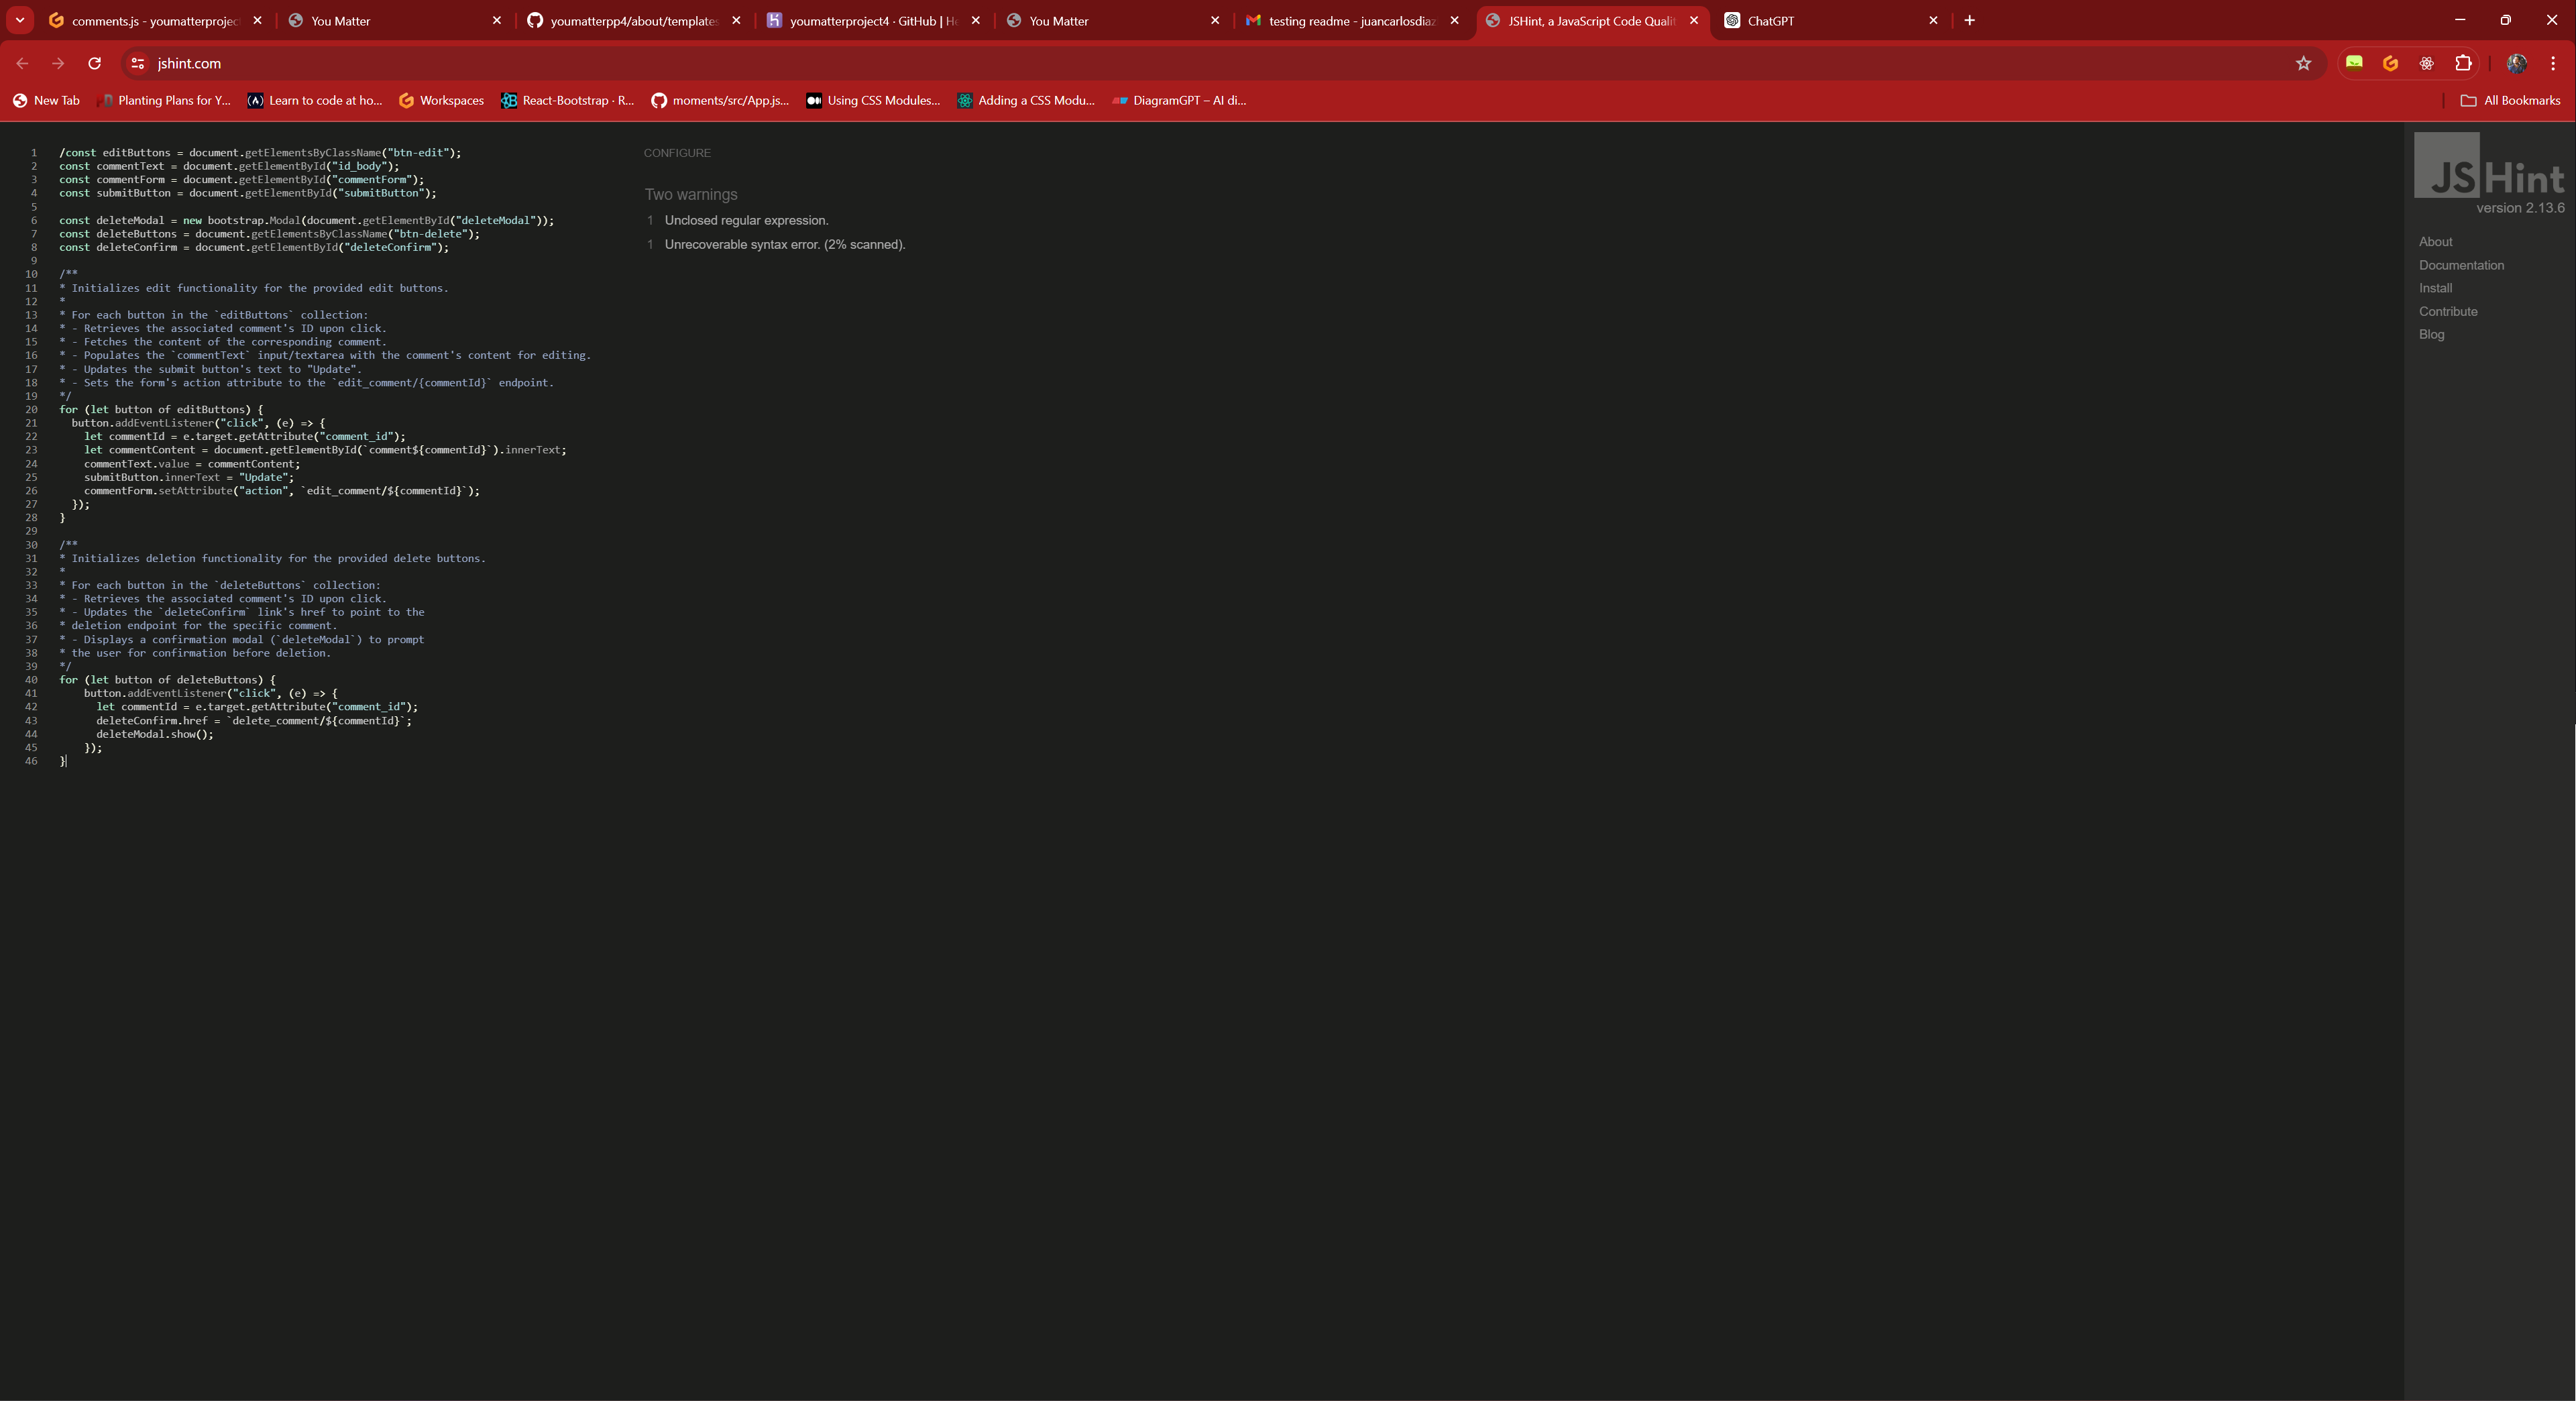 comments.js - youmatterprojec
You Matter
youmatterpp4/about/templates
youmatterproject4 · GitHub | He
You Matter
testing readme - juancarlosdiaz
JSHint, a JavaScript Code Qualit
ChatGPT
jshint.com
New Tab
Planting Plans for Y...
Learn to code at ho...
Workspaces
React-Bootstrap · R...
moments/src/App.js...
Using CSS Modules...
Adding a CSS Modu...
DiagramGPT – AI di...
All Bookmarks
1 /const editButtons = document.getElementsByClassName("btn-edit");
2 const commentText = document.getElementById("id_body");
3 const commentForm = document.getElementById("commentForm");
4 const submitButton = document.getElementById("submitButton");
5
6 const deleteModal = new bootstrap.Modal(document.getElementById("deleteModal"));
7 const deleteButtons = document.getElementsByClassName("btn-delete");
8 const deleteConfirm = document.getElementById("deleteConfirm");
9
10 /**
11 * Initializes edit functionality for the provided edit buttons.
12 *
13 * For each button in the `editButtons` collection:
14 * - Retrieves the associated comment's ID upon click.
15 * - Fetches the content of the corresponding comment.
16 * - Populates the `commentText` input/textarea with the comment's content for editing.
17 * - Updates the submit button's text to "Update".
18 * - Sets the form's action attribute to the `edit_comment/{commentId}` endpoint.
19 */
20 for (let button of editButtons) {
21 button.addEventListener("click", (e) => {
22 let commentId = e.target.getAttribute("comment_id");
23 let commentContent = document.getElementById(`comment${commentId}`).innerText;
24 commentText.value = commentContent;
25 submitButton.innerText = "Update";
26 commentForm.setAttribute("action", `edit_comment/${commentId}`);
27 });
28 }
29
30 /**
31 * Initializes deletion functionality for the provided delete buttons.
32 *
33 * For each button in the `deleteButtons` collection:
34 * - Retrieves the associated comment's ID upon click.
35 * - Updates the `deleteConfirm` link's href to point to the
36 * deletion endpoint for the specific comment.
37 * - Displays a confirmation modal (`deleteModal`) to prompt
38 * the user for confirmation before deletion.
39 */
40 for (let button of deleteButtons) {
41 button.addEventListener("click", (e) => {
42 let commentId = e.target.getAttribute("comment_id");
43 deleteConfirm.href = `delete_comment/${commentId}`;
44 deleteModal.show();
45 });
46 }
CONFIGURE
Two warnings
1 Unclosed regular expression.
1 Unrecoverable syntax error. (2% scanned).
JSHint
version 2.13.6
About
Documentation
Install
Contribute
Blog